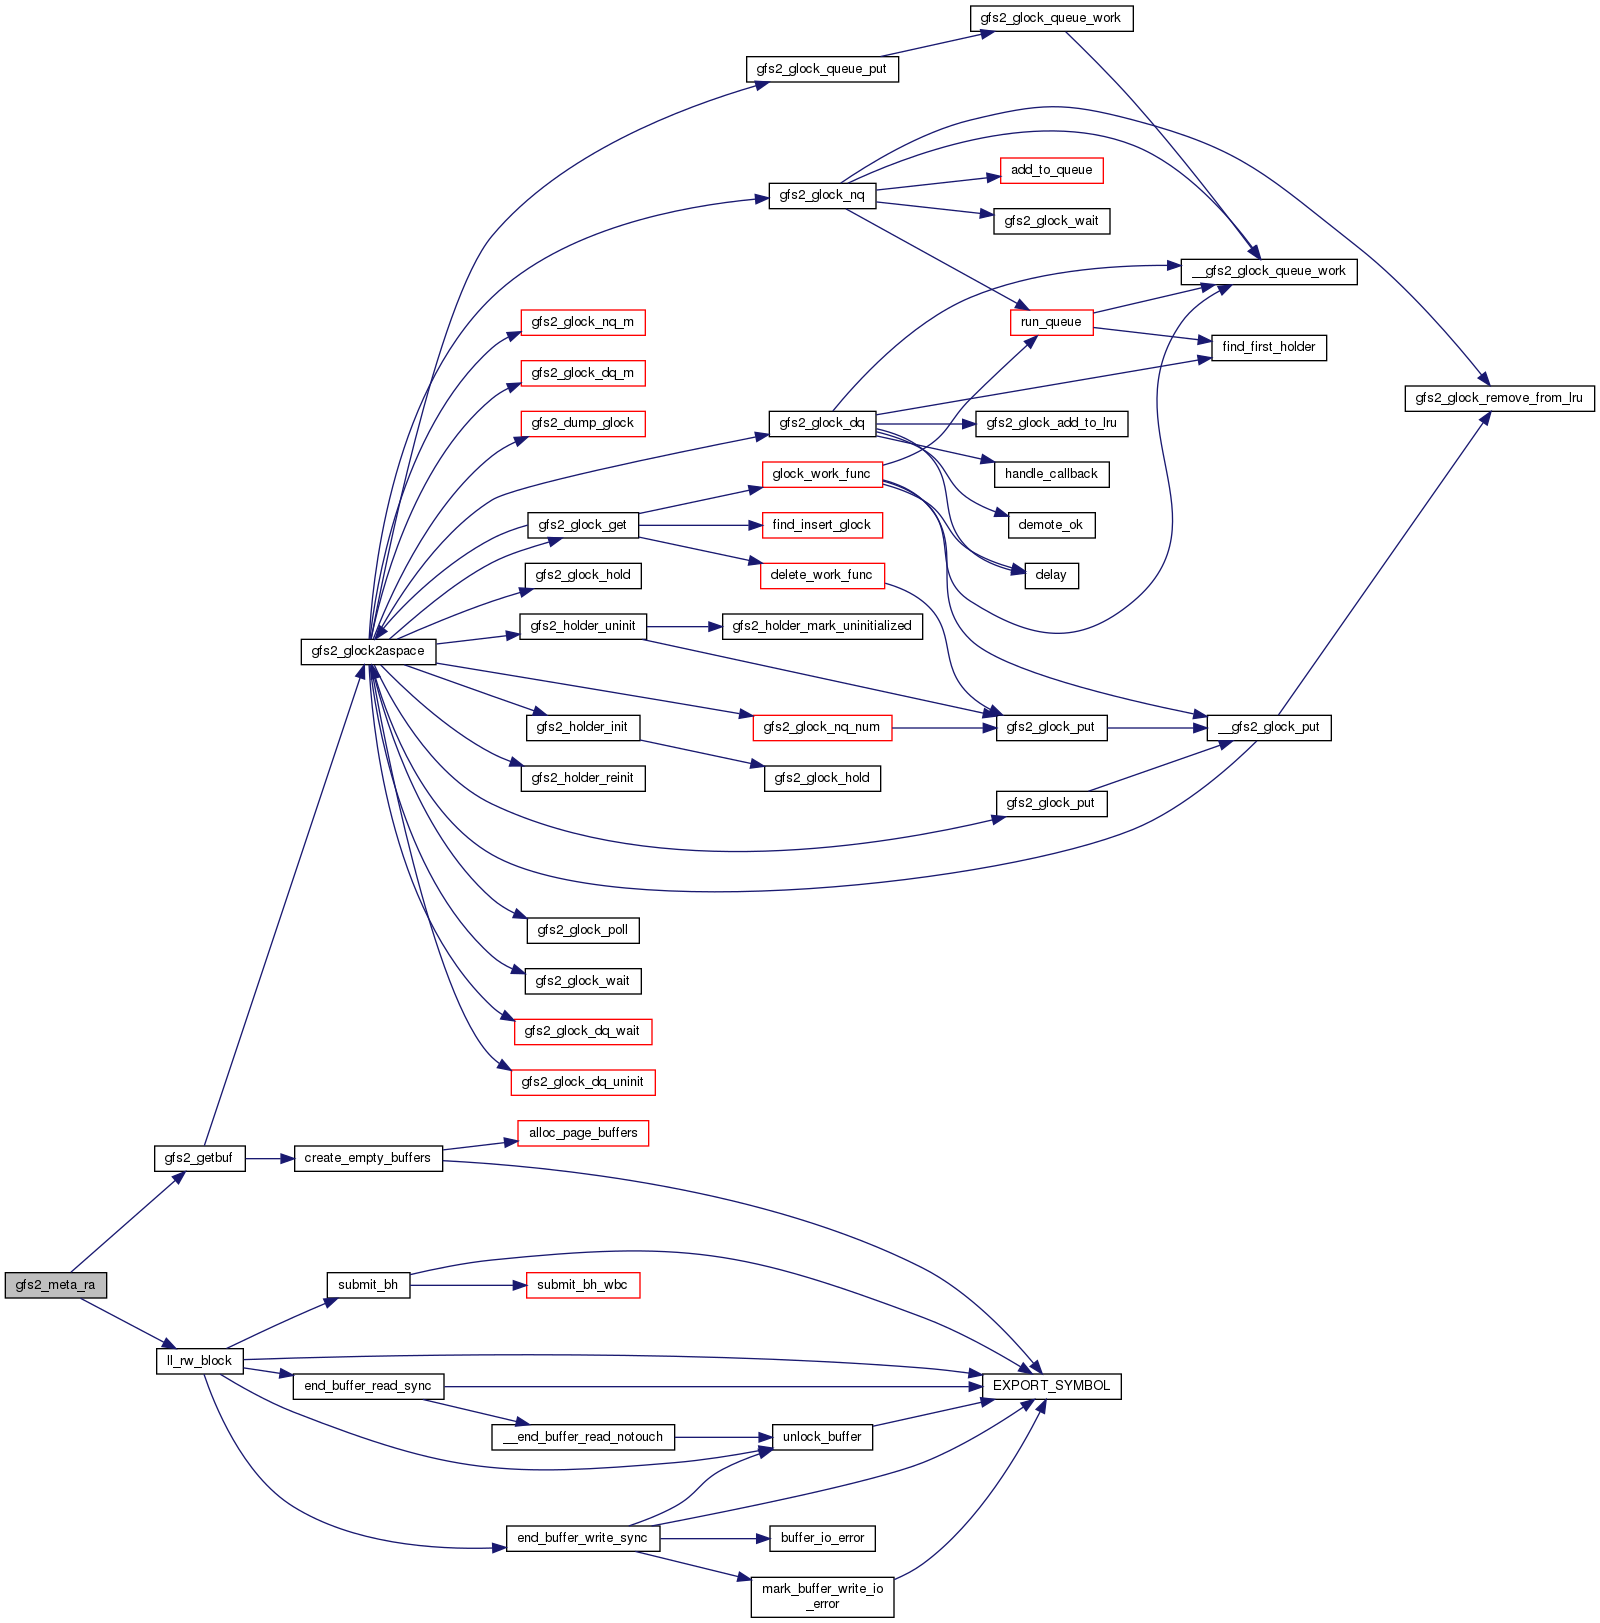 gfs2_glock_queue_work
gfs2_glock_queue_put
add_to_queue
gfs2_glock_nq
gfs2_glock_wait
__gfs2_glock_queue_work
gfs2_glock_nq_m
run_queue
find_first_holder
gfs2_glock_dq_m
gfs2_glock_remove_from_lru
gfs2_dump_glock
gfs2_glock_dq
gfs2_glock_add_to_lru
glock_work_func
handle_callback
gfs2_glock_get
find_insert_glock
demote_ok
gfs2_glock_hold
delete_work_func
delay
gfs2_holder_uninit
gfs2_holder_mark_uninitialized
gfs2_glock2aspace
gfs2_holder_init
gfs2_glock_nq_num
gfs2_glock_put
__gfs2_glock_put
gfs2_holder_reinit
gfs2_glock_hold
gfs2_glock_put
gfs2_glock_poll
gfs2_glock_wait
gfs2_glock_dq_wait
gfs2_glock_dq_uninit
alloc_page_buffers
gfs2_getbuf
create_empty_buffers
gfs2_meta_ra
submit_bh
submit_bh_wbc
ll_rw_block
end_buffer_read_sync
EXPORT_SYMBOL
__end_buffer_read_notouch
unlock_buffer
end_buffer_write_sync
buffer_io_error
mark_buffer_write_io
_error